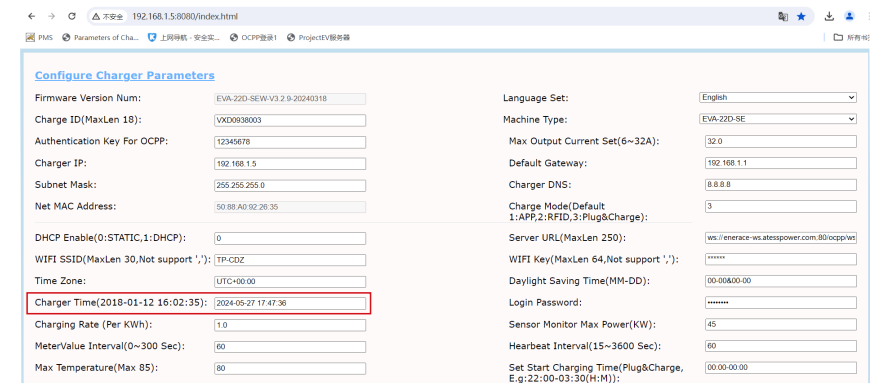 不安全 192.168.1.5:8080/index.html
PMS Parameters of Cha... 上网导航 - 安全实... OCPP登录1 ProjectEV服务器 所有书签
Configure Charger Parameters
Firmware Version Num: EVA-22D-SEW-V3.2.9-20240318 Language Set: English
Charge ID(MaxLen 18): VXD0938003 Machine Type: EVA-22D-SE
Authentication Key For OCPP: 12345678 Max Output Current Set(6~32A): 32.0
Charger IP: 192.168.1.5 Default Gateway: 192.168.1.1
Subnet Mask: 255.255.255.0 Charger DNS: 8.8.8.8
Net MAC Address: 50:88:A0:92:26:35 Charge Mode(Default 1:APP,2:RFID,3:Plug&Charge): 3
DHCP Enable(0:STATIC,1:DHCP): 0 Server URL(MaxLen 250): ws://enerace-ws.atesspower.com:80/ocpp/ws
WIFI SSID(MaxLen 30,Not support ','): TP-CDZ WIFI Key(MaxLen 64,Not support ','): ******
Time Zone: UTC+00:00 Daylight Saving Time(MM-DD): 00-00&00-00
Charger Time(2018-01-12 16:02:35): 2024-05-27 17:47:36 Login Password: ••••••••
Charging Rate (Per KWh): 1.0 Sensor Monitor Max Power(KW): 45
MeterValue Interval(0~300 Sec): 60 Hearbeat Interval(15~3600 Sec): 60
Max Temperature(Max 85): 80 Set Start Charging Time(Plug&Charge, E.g:22:00-03:30(H:M)): 00:00-00:00